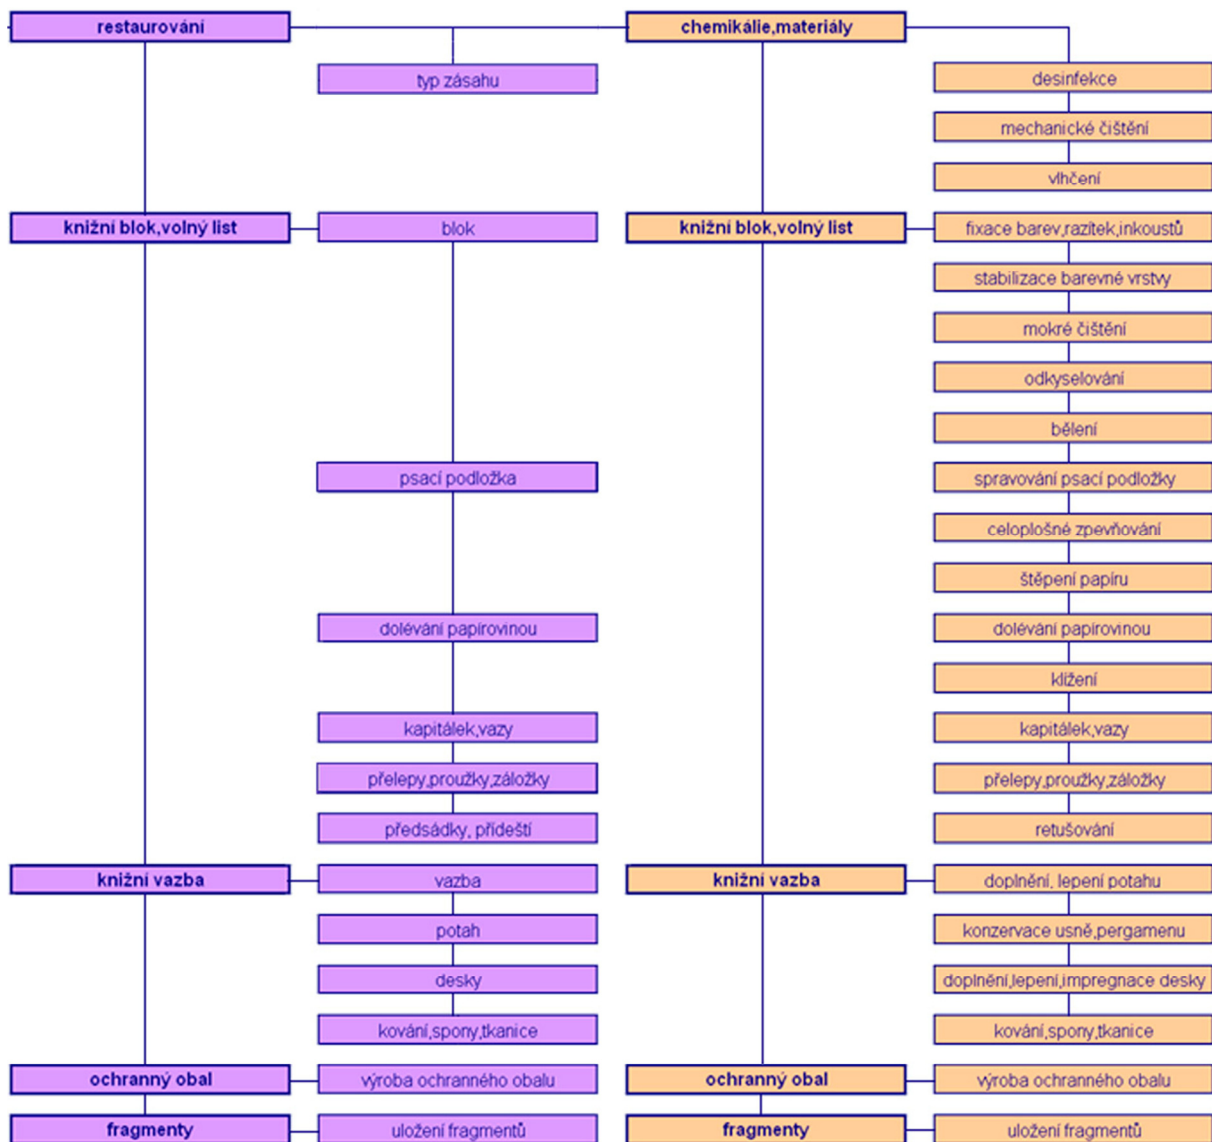 restaurování
chemikálie,materiály
typ zásahu
desinfekce
mechanické čištění
vlhčení
knižní blok,volný list
blok
knižní blok,volný list
fixace barev,razítek,inkoustů
stabilizace barevné vrstvy
mokré čištění
odkyselování
bělení
psací podložka
spravování psací podložky
celoplošné zpevňování
štěpení papíru
dolévání papírovinou
dolévání papírovinou
klížení
kapitálek,vazy
kapitálek,vazy
přelepy,proužky,záložky
přelepy,proužky,záložky
předsádky, přídeští
retušování
knižní vazba
vazba
knižní vazba
doplnění, lepení potahu
potah
konzervace usně,pergamenu
desky
doplnění,lepení,impregnace desky
kování,spony,tkanice
kování,spony,tkanice
ochranný obal
výroba ochranného obalu
ochranný obal
výroba ochranného obalu
fragmenty
uložení fragmentů
fragmenty
uložení fragmentů